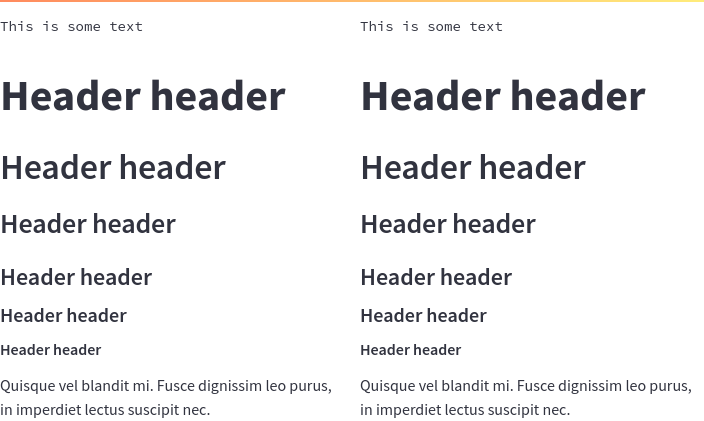 This is some text
Header header
Header header
Header header
Header header
Header header
Header header
Quisque vel blandit mi. Fusce dignissim leo purus,
in imperdiet lectus suscipit nec.
This is some text
Header header
Header header
Header header
Header header
Header header
Header header
Quisque vel blandit mi. Fusce dignissim leo purus,
in imperdiet lectus suscipit nec.